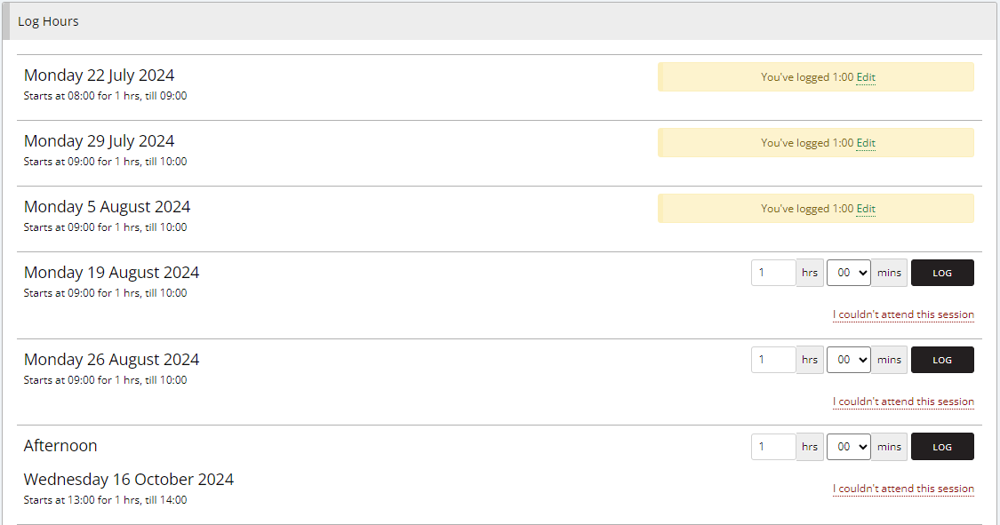 Log Hours
Monday 22 July 2024
You've logged 1:00 Edit
Starts at 08:00 for 1 hrs, till 09:00
Monday 29 July 2024
You've logged 1:00 Edit
Starts at 09:00 for 1 hrs, till 10:00
Monday 5 August 2024
You've logged 1:00 Edit
Starts at 09:00 for 1 hrs, till 10:00
Monday 19 August 2024
1 hrs 00 mins LOG
Starts at 09:00 for 1 hrs, till 10:00
I couldn't attend this session
Monday 26 August 2024
1 hrs 00 mins LOG
Starts at 09:00 for 1 hrs, till 10:00
I couldn't attend this session
Afternoon
1 hrs 00 mins LOG
Wednesday 16 October 2024
I couldn't attend this session
Starts at 13:00 for 1 hrs, till 14:00